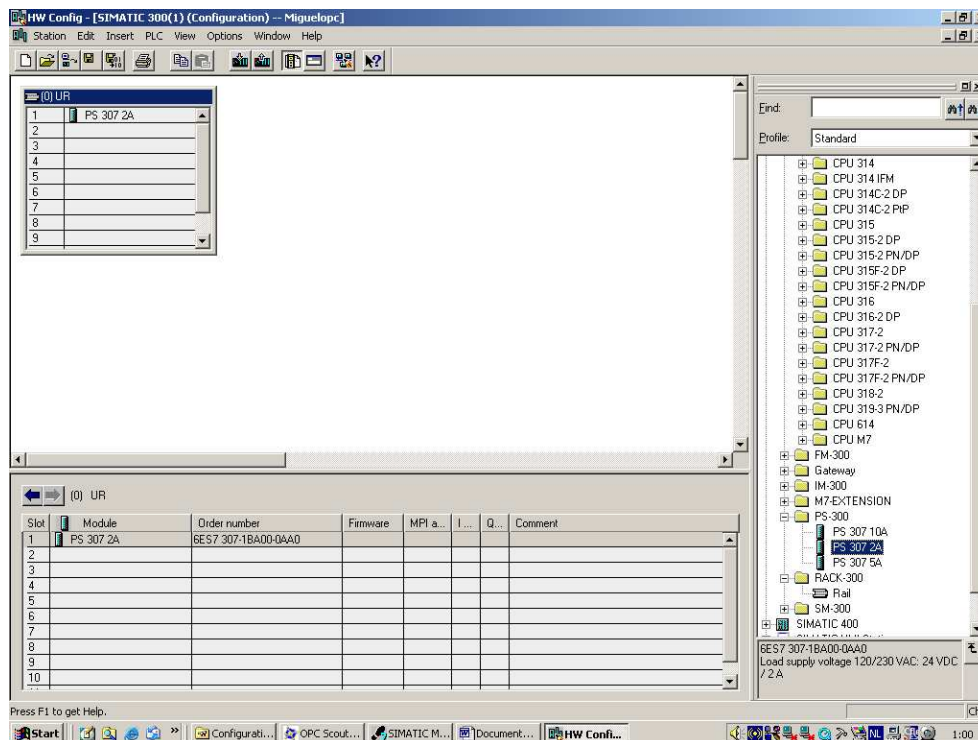 HW Config - [SIMATIC 300(1) (Configuration) -- Miguelopc]
Station Edit Insert PLC View Options Window Help
(0) UR
1 PS 307 2A
2
3
4
5
6
7
8
9
Find:
Profile: Standard
CPU 314
CPU 314 IFM
CPU 314C-2 DP
CPU 314C-2 PtP
CPU 315
CPU 315-2 DP
CPU 315-2 PN/DP
CPU 315F-2 DP
CPU 315F-2 PN/DP
CPU 316
CPU 316-2 DP
CPU 317-2
CPU 317-2 PN/DP
CPU 317F-2
CPU 317F-2 PN/DP
CPU 318-2
CPU 319-3 PN/DP
CPU 614
CPU M7
FM-300
Gateway
IM-300
M7-EXTENSION
PS-300
PS 307 10A
PS 307 2A
PS 307 5A
RACK-300
Rail
SM-300
SIMATIC 400
6ES7 307-1BA00-0AA0
Load supply voltage 120/230 VAC: 24 VDC
/ 2 A
(0) UR
Slot Module Order number Firmware MPI a... I ... Q... Comment
1 PS 307 2A 6ES7 307-1BA00-0AA0
2
3
4
5
6
7
8
9
10
Press F1 to get Help.
Ch
Start » Configurati... OPC Scout... SIMATIC M... Document... HW Confi... NL 1:00